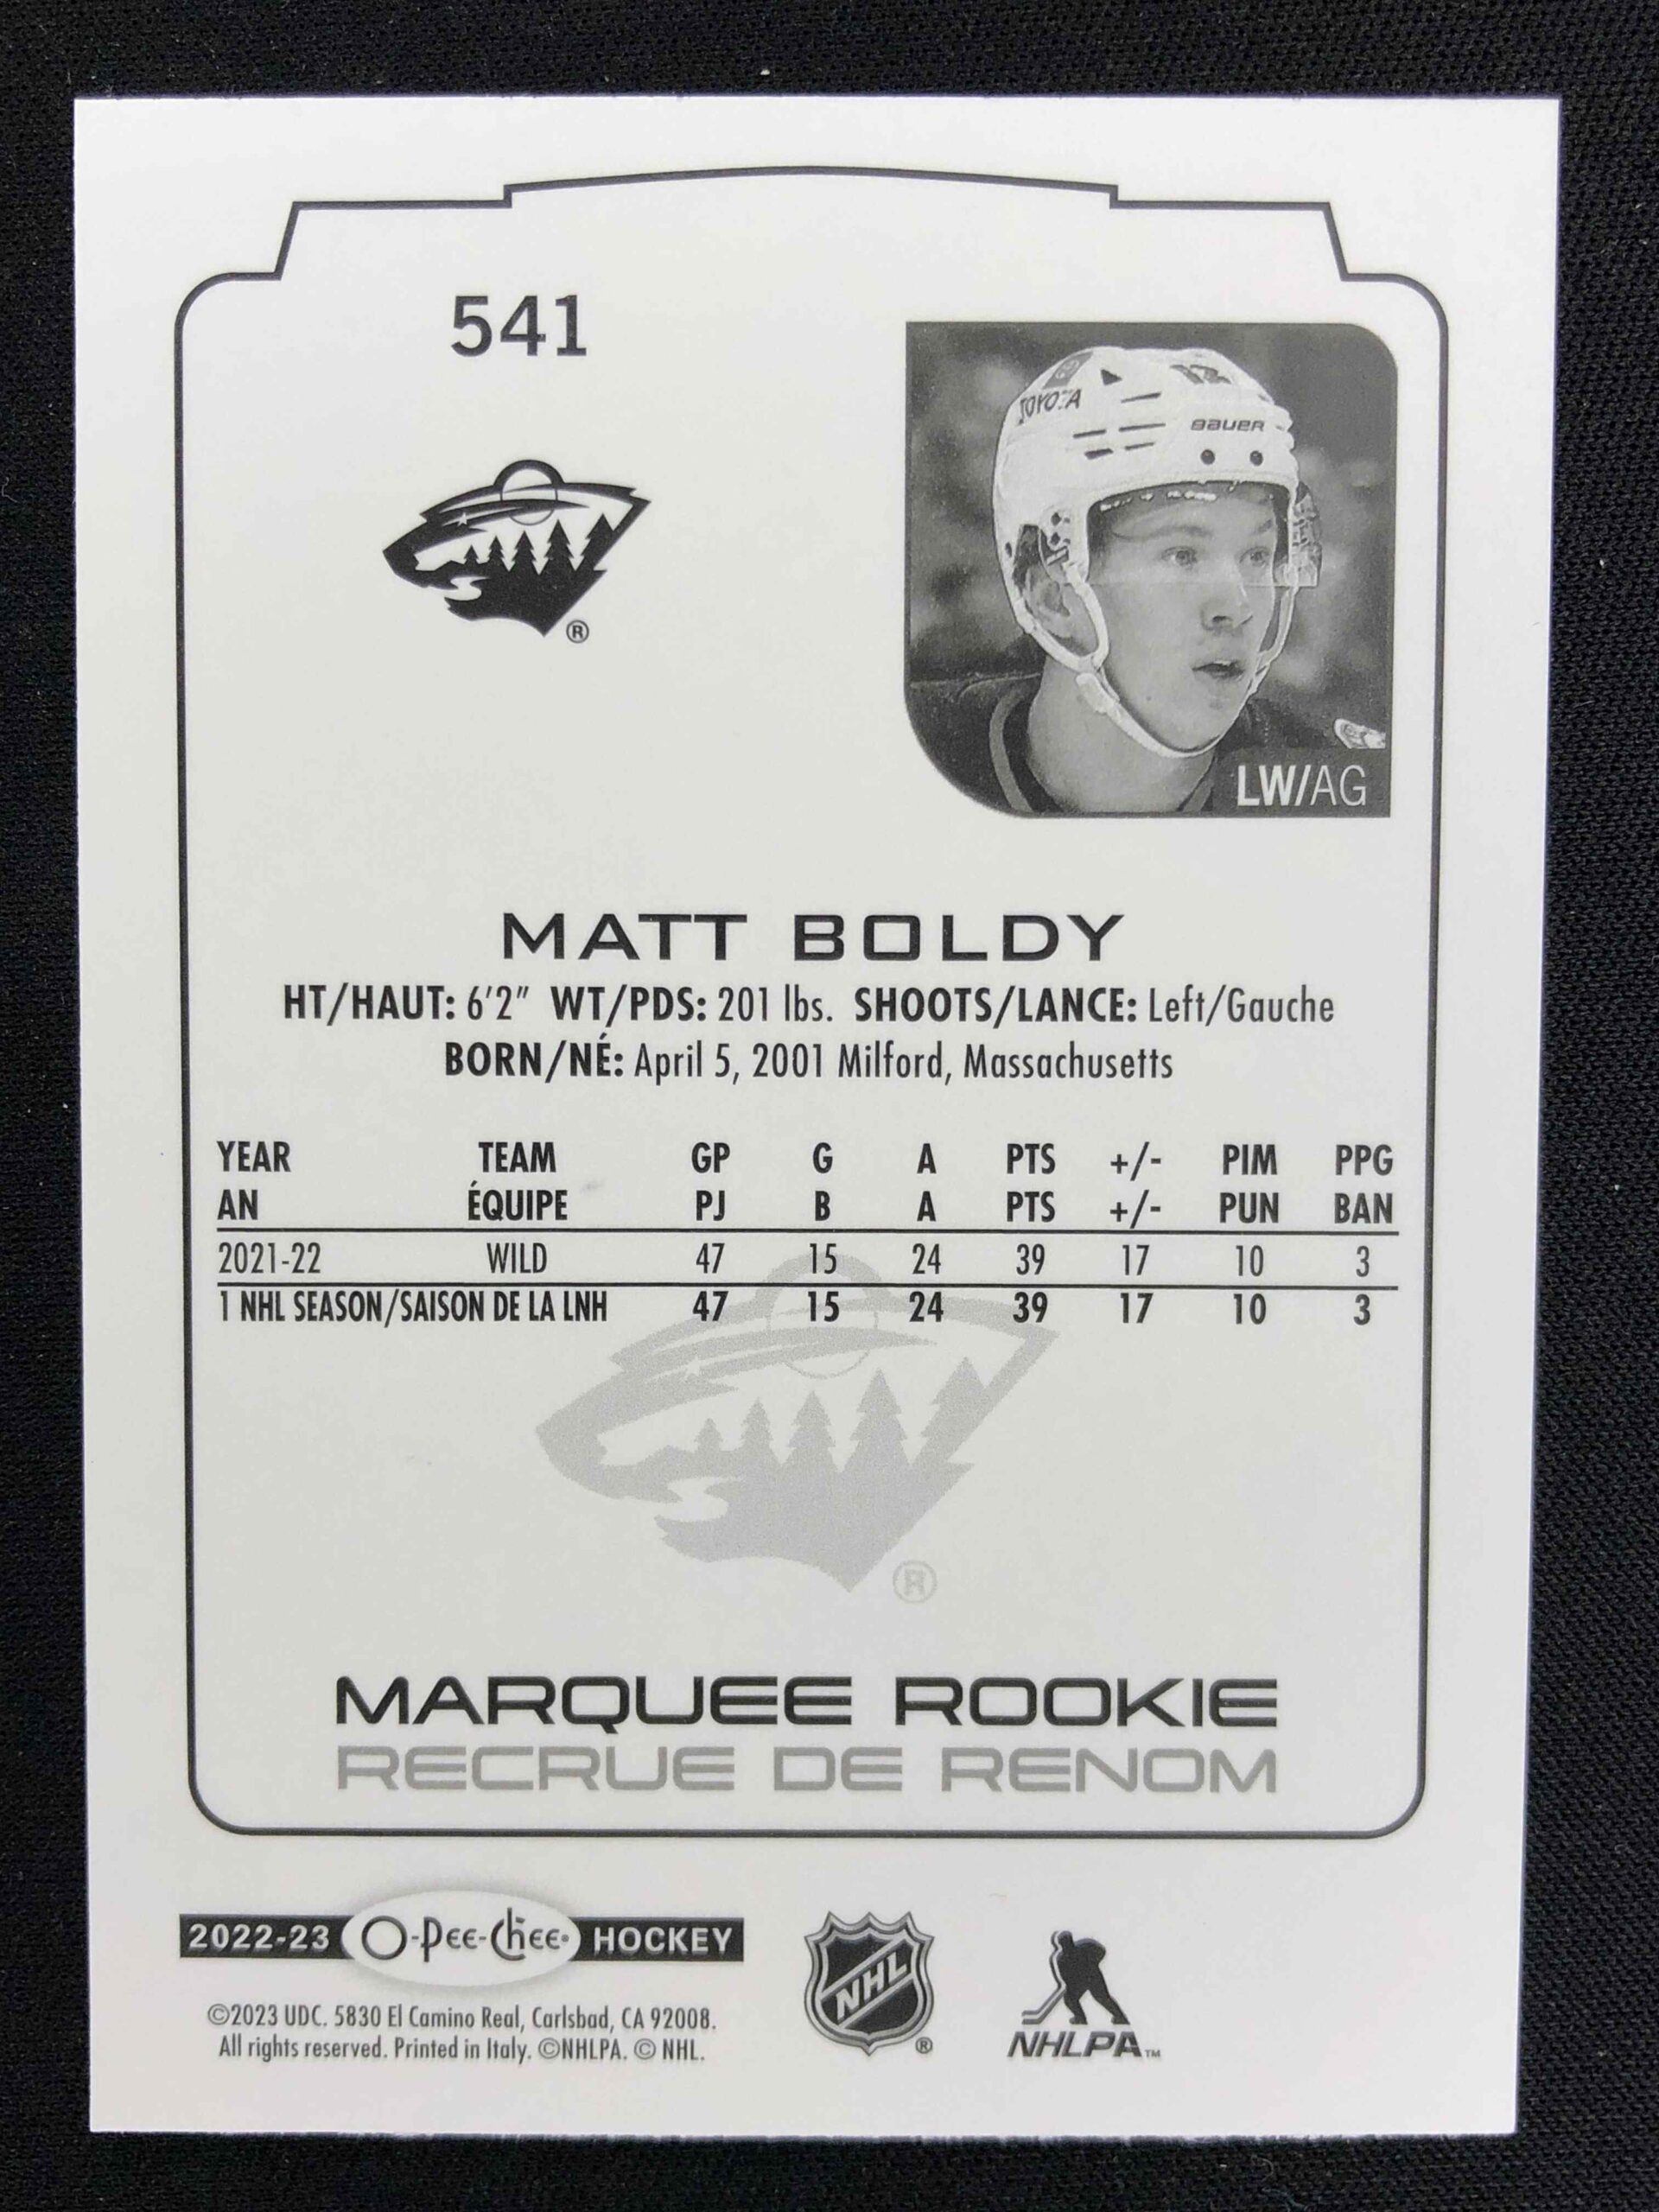 541
TOYOTA
12
BAUER
LW/AG
MATT BOLDY
HT/HAUT: 6'2" WT/PDS: 201 lbs. SHOOTS/LANCE: Left/Gauche
BORN/NÉ: April 5, 2001 Milford, Massachusetts
YEAR TEAM GP G A PTS +/- PIM PPG
AN ÉQUIPE PJ B A PTS +/- PUN BAN
2021-22 WILD 47 15 24 39 17 10 3
1 NHL SEASON/SAISON DE LA LNH 47 15 24 39 17 10 3
®
®
MARQUEE ROOKIE
RECRUE DE RENOM
2022-23 O-Pee-Chee® HOCKEY
©2023 UDC. 5830 El Camino Real, Carlsbad, CA 92008.
All rights reserved. Printed in Italy. ©NHLPA. © NHL.
NHL ®
NHLPA™